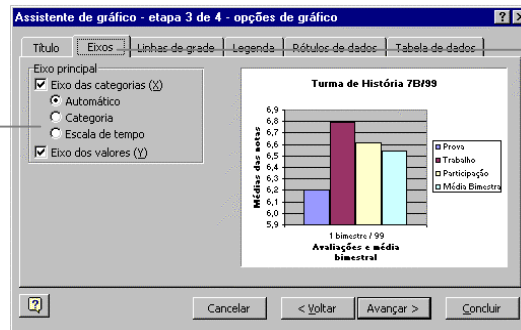 Assistente de gráfico - etapa 3 de 4 - opções de gráfico
Título Eixos Linhas de grade Legenda Rótulos de dados Tabela de dados
Eixo principal
Eixo das categorias (X)
Automático
Categoria
Escala de tempo
Eixo dos valores (Y)
Turma de História 7B/99
Médias das notas
6,9
6,8
6,7
6,6
6,5
6,4
6,3
6,2
6,1
6,0
5,9
1 bimestre / 99
Avaliações e média
bimestral
Prova
Trabalho
Participação
Média Bimestra
Cancelar < Voltar Avançar > Concluir